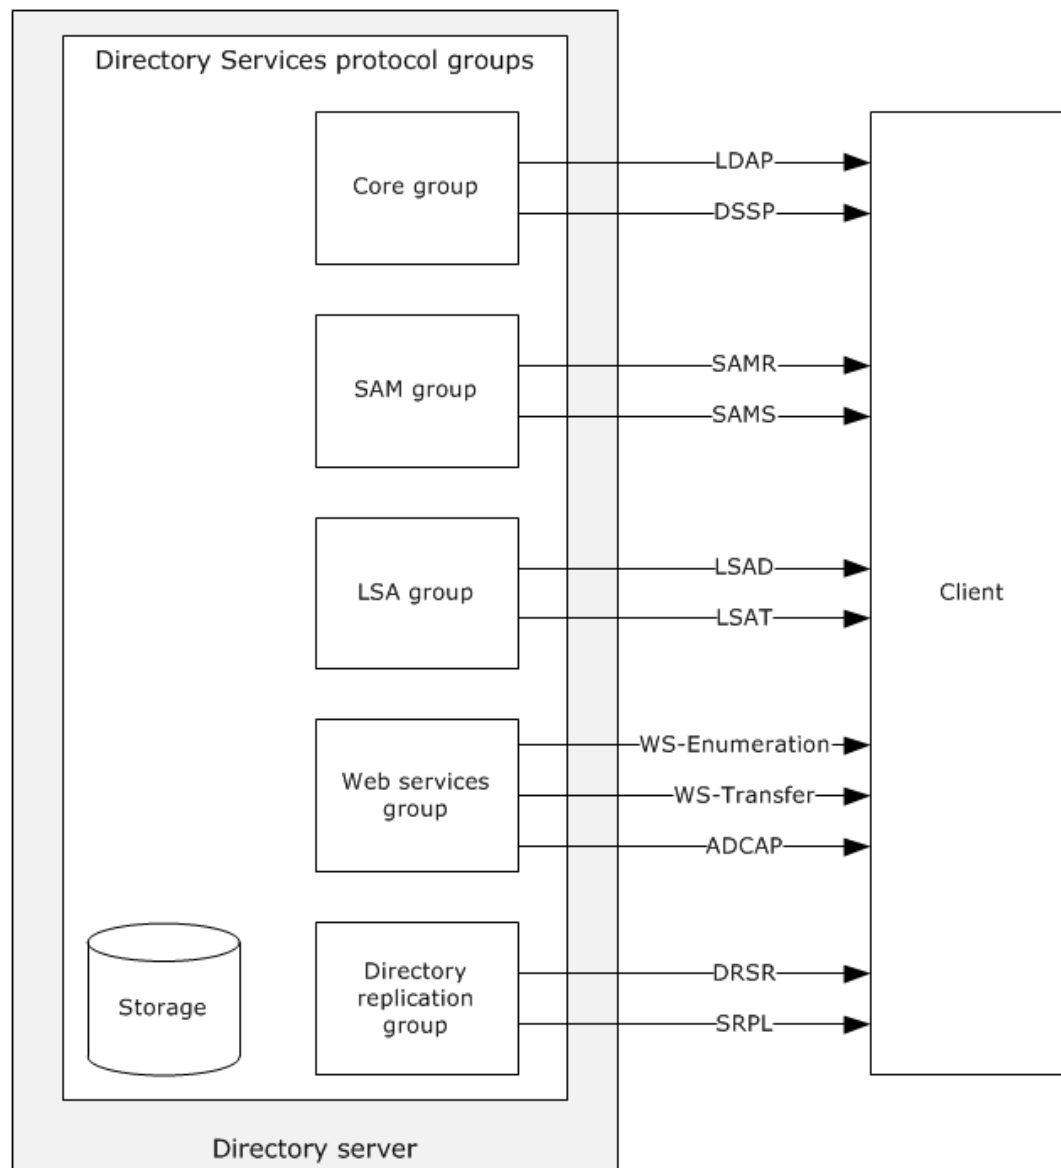 Directory Services protocol groups
Core group
LDAP
DSSP
SAM group
SAMR
SAMS
LSA group
LSAD
LSAT
Client
Web services
group
WS-Enumeration
WS-Transfer
ADCAP
Storage
Directory
replication
group
DRSR
SRPL
Directory server